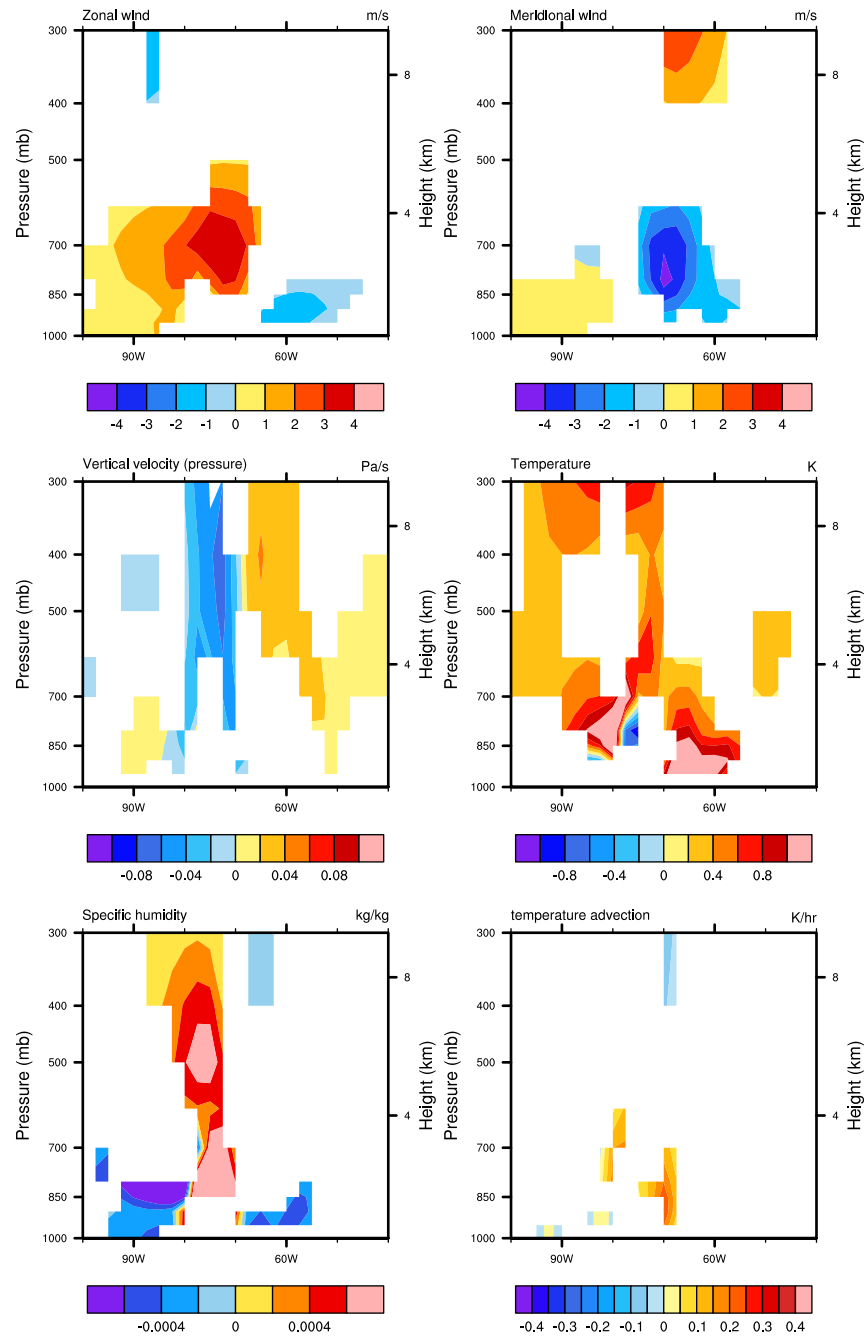 Zonal wind m/s
300
400
500
700
850
1000
8
4
Pressure (mb)
Height (km)
90W 60W
-4 -3 -2 -1 0 1 2 3 4
Meridional wind m/s
300
400
500
700
850
1000
8
4
Pressure (mb)
Height (km)
90W 60W
-4 -3 -2 -1 0 1 2 3 4
Vertical velocity (pressure) Pa/s
300
400
500
700
850
1000
8
4
Pressure (mb)
Height (km)
90W 60W
-0.08 -0.04 0 0.04 0.08
Temperature K
300
400
500
700
850
1000
8
4
Pressure (mb)
Height (km)
90W 60W
-0.8 -0.4 0 0.4 0.8
Specific humidity kg/kg
300
400
500
700
850
1000
8
4
Pressure (mb)
Height (km)
90W 60W
-0.0004 0 0.0004
temperature advection K/hr
300
400
500
700
850
1000
8
4
Pressure (mb)
Height (km)
90W 60W
-0.4 -0.3 -0.2 -0.1 0 0.1 0.2 0.3 0.4